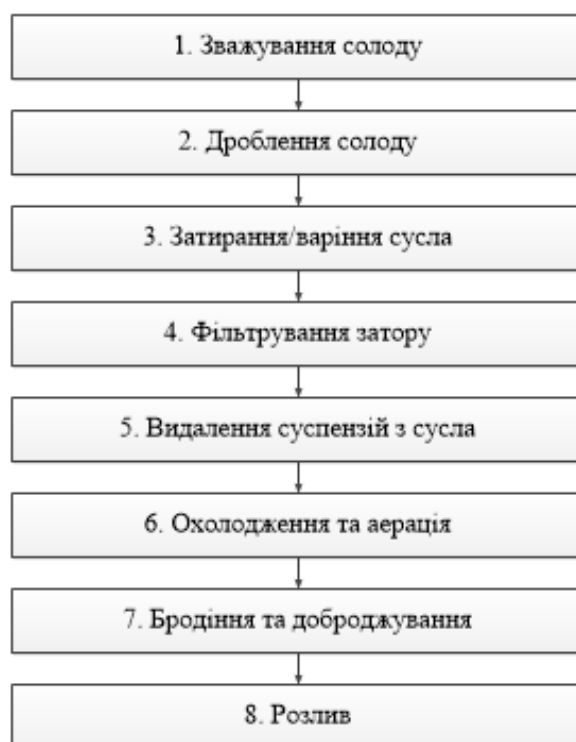 1. Зважування солоду
2. Дроблення солоду
3. Затирання/варіння сусла
4. Фільтрування затору
5. Видалення суспензій з сусла
6. Охолодження та аерація
7. Бродіння та доброджування
8. Розлив